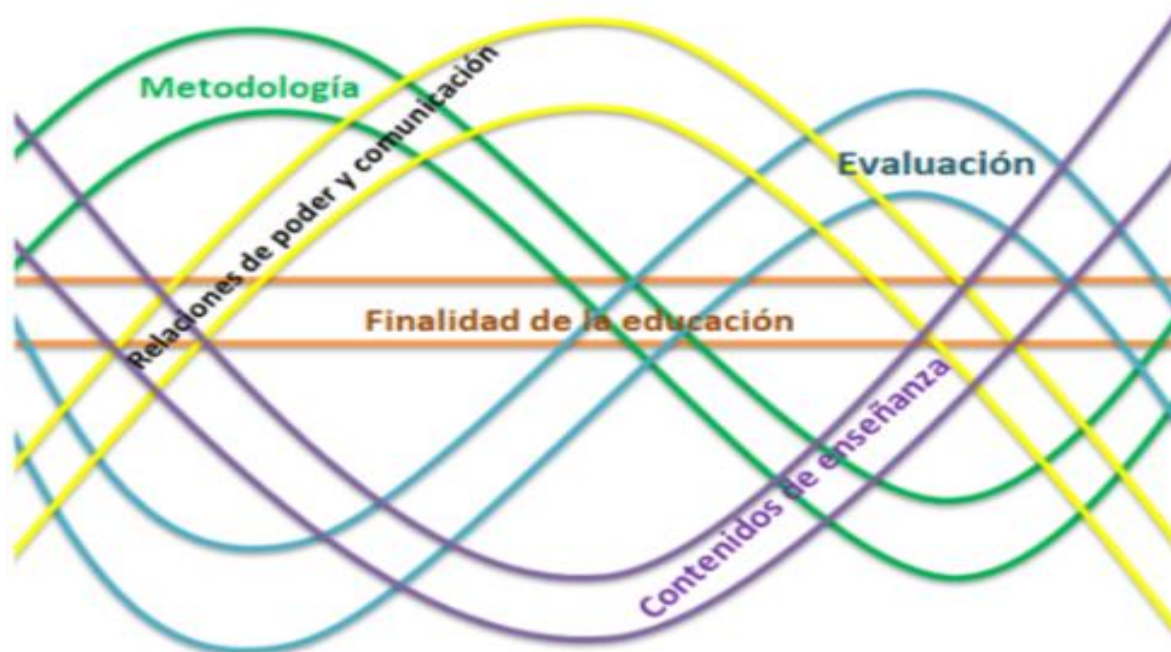 Metodología
Relaciones de poder y comunicación
Evaluación
Finalidad de la educación
Contenidos de enseñanza